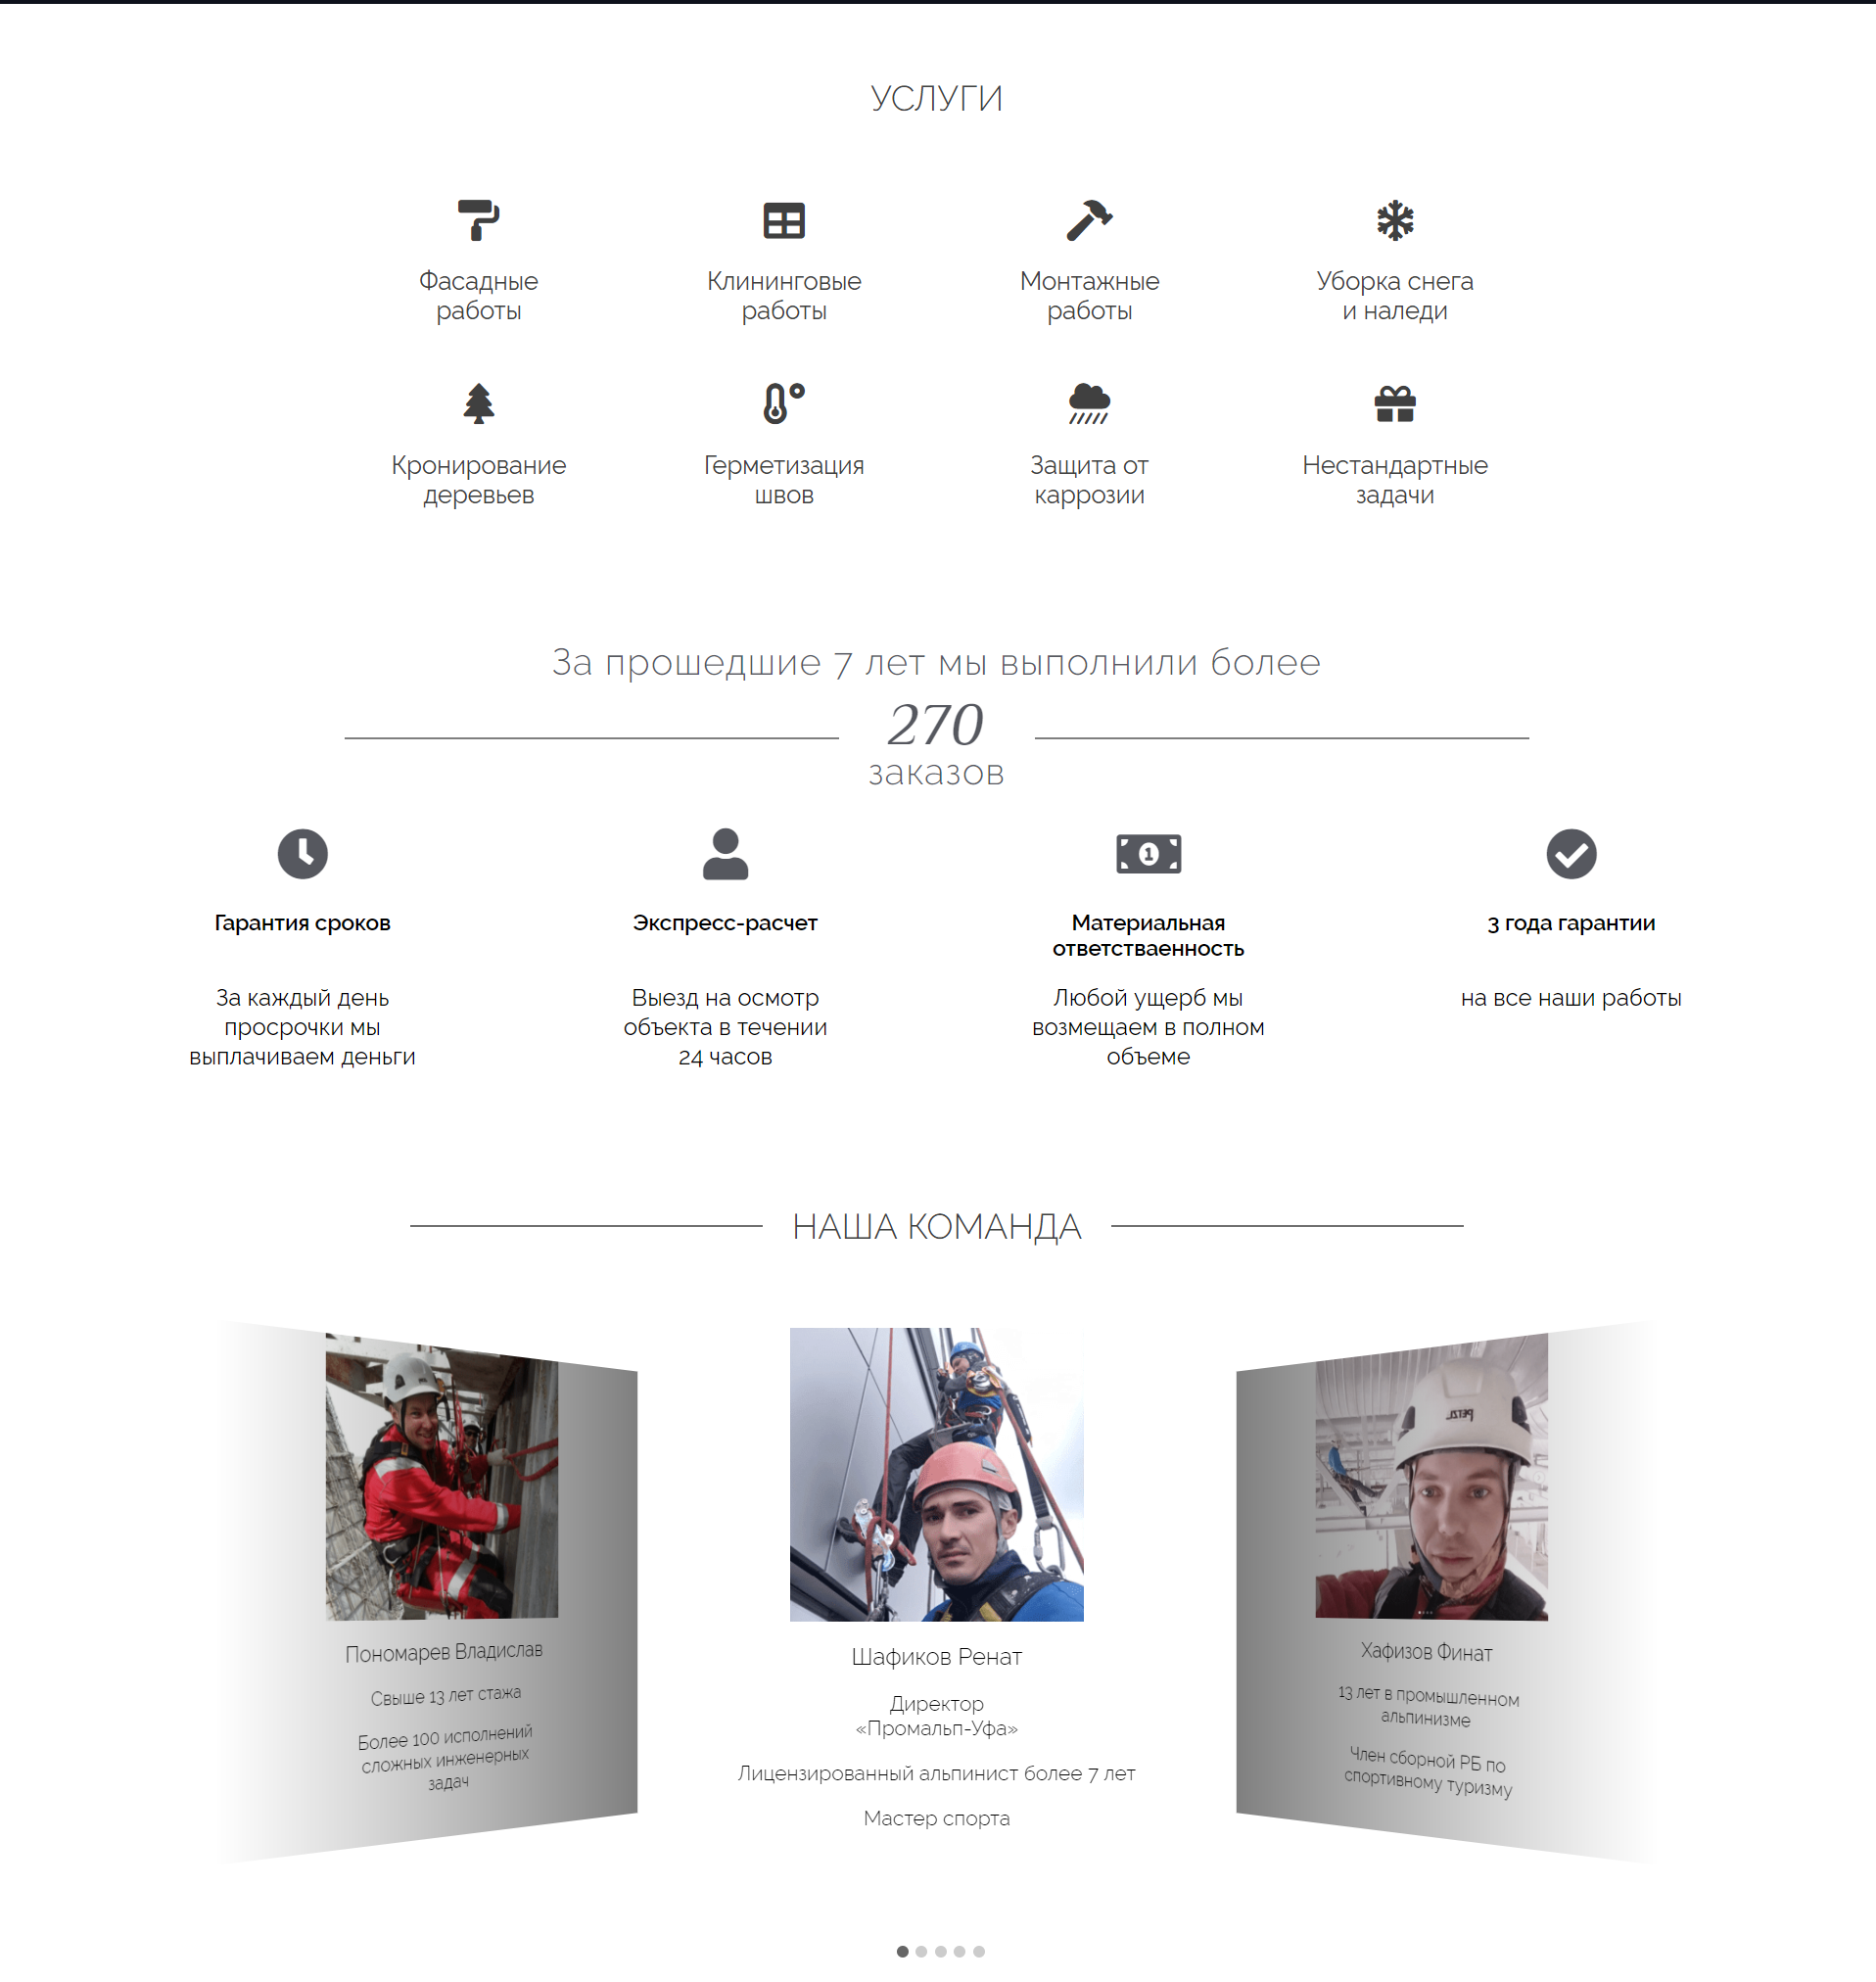 УСЛУГИ
Фасадные
работы
Клининговые
работы
Монтажные
работы
Уборка снега
и наледи
Кронирование
деревьев
Герметизация
швов
Защита от
каррозии
Нестандартные
задачи
За прошедшие 7 лет мы выполнили более
270
заказов
Гарантия сроков
За каждый день
просрочки мы
выплачиваем деньги
Экспресс-расчет
Выезд на осмотр
объекта в течении
24 часов
Материальная
ответстваенность
Любой ущерб мы
возмещаем в полном
объеме
3 года гарантии
на все наши работы
НАША КОМАНДА
Пономарев Владислав
Свыше 13 лет стажа
Более 100 исполнений
сложных инженерных
задач
Шафиков Ренат
Директор
«Промальп-Уфа»
Лицензированный альпинист более 7 лет
Мастер спорта
PETZL
Хафизов Финат
13 лет в промышленном
альпинизме
Член сборной РБ по
спортивному туризму